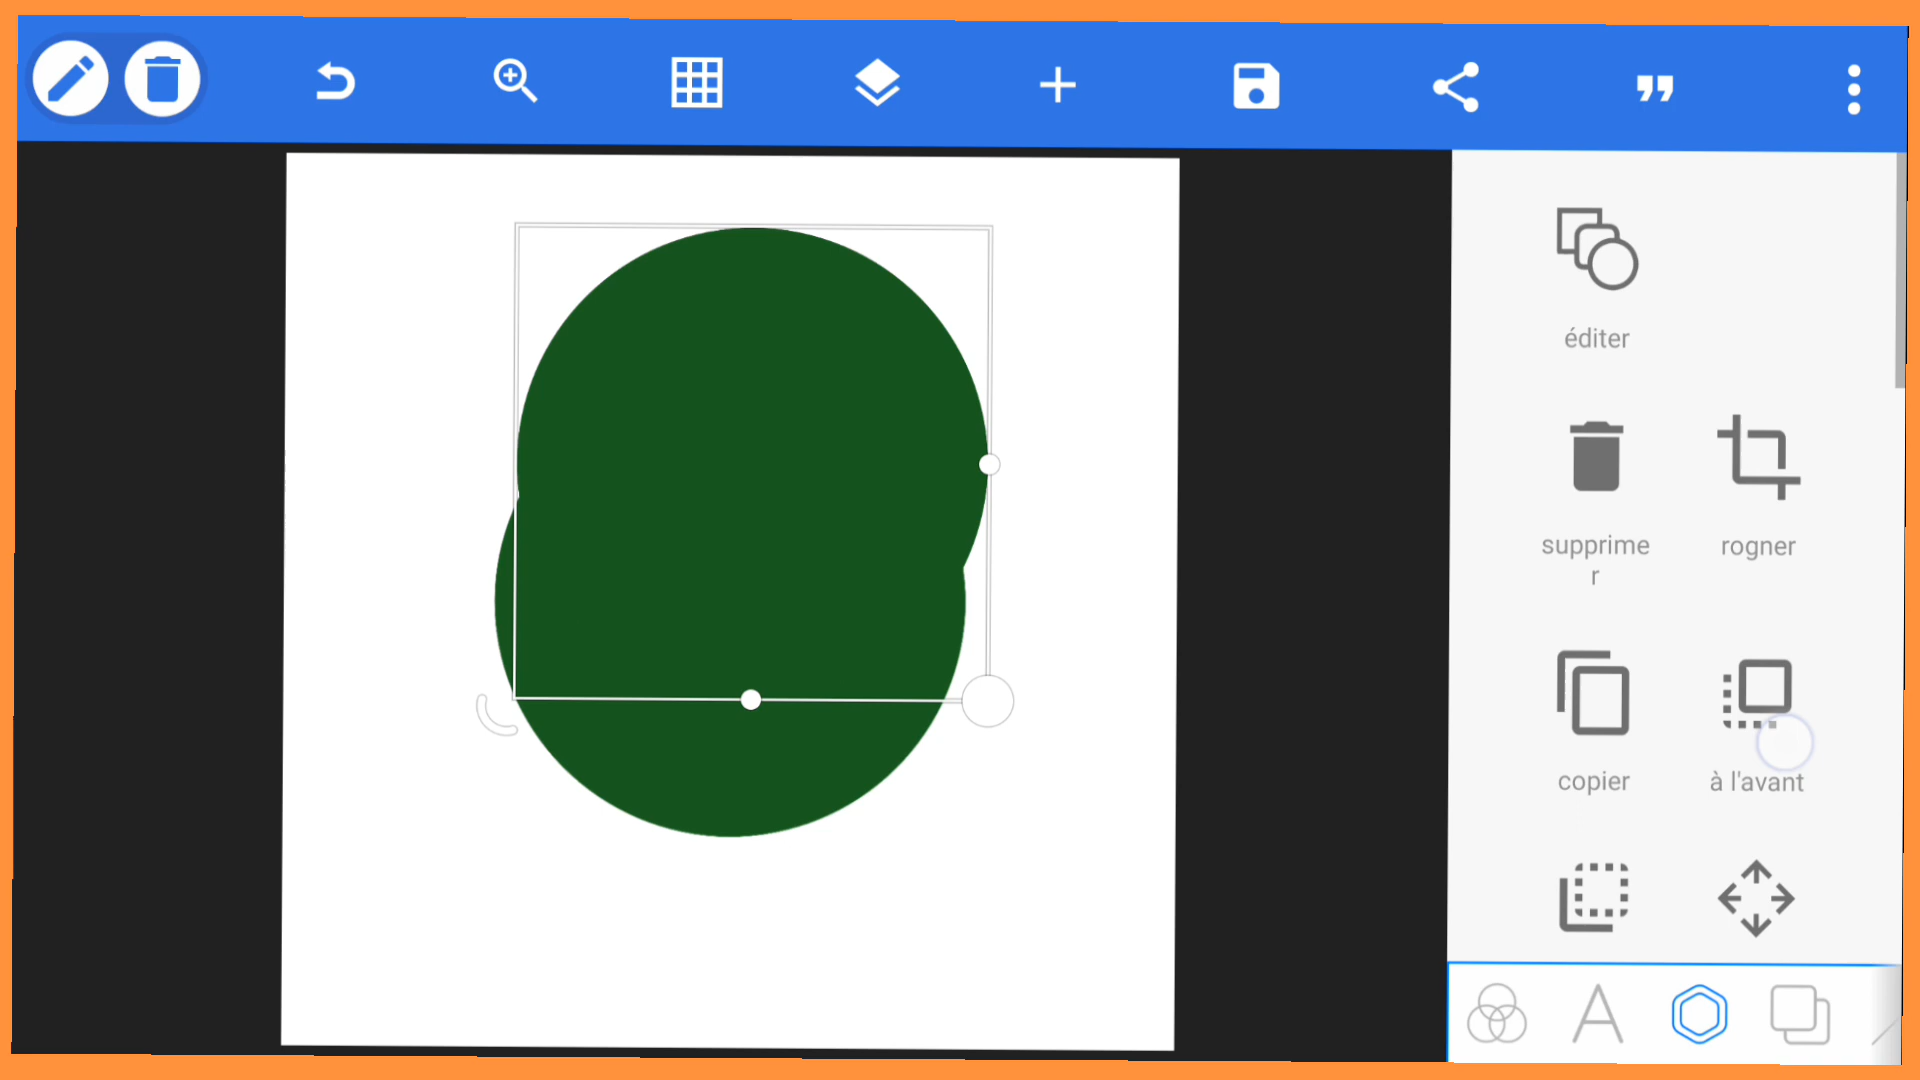 éditer
supprime
r
rogner
copier
à l'avant